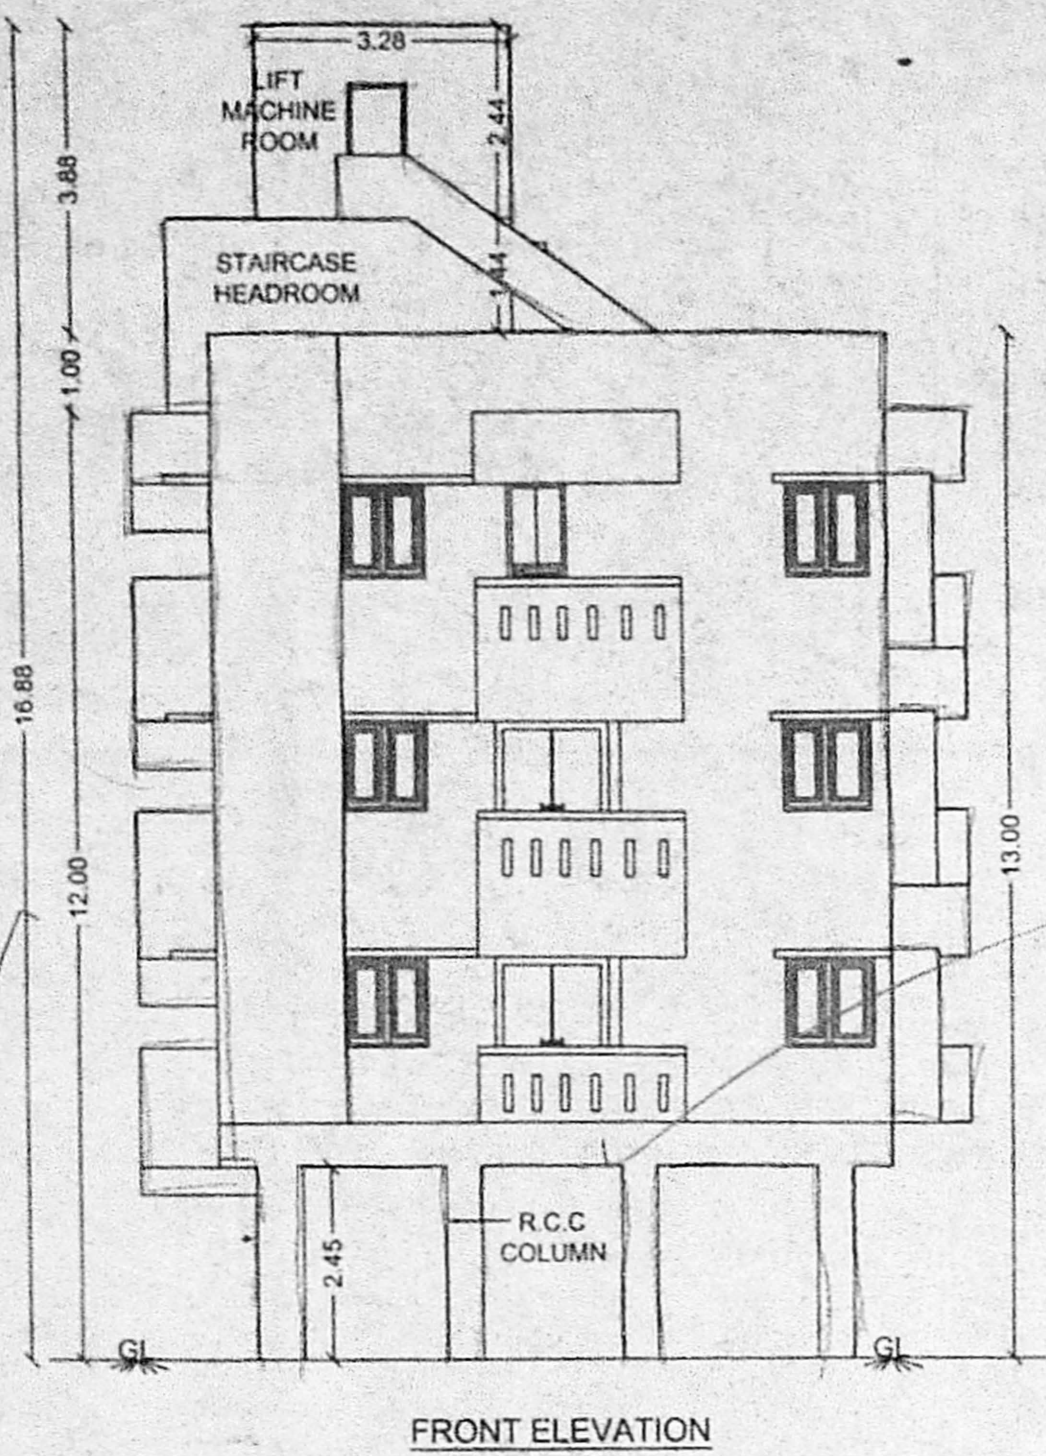 3.28
LIFT
MACHINE
ROOM
2.44
3.88
STAIRCASE
HEADROOM
1.44
1.00
16.88
12.00
13.00
R.C.C
COLUMN
2.45
GL
GL
FRONT ELEVATION